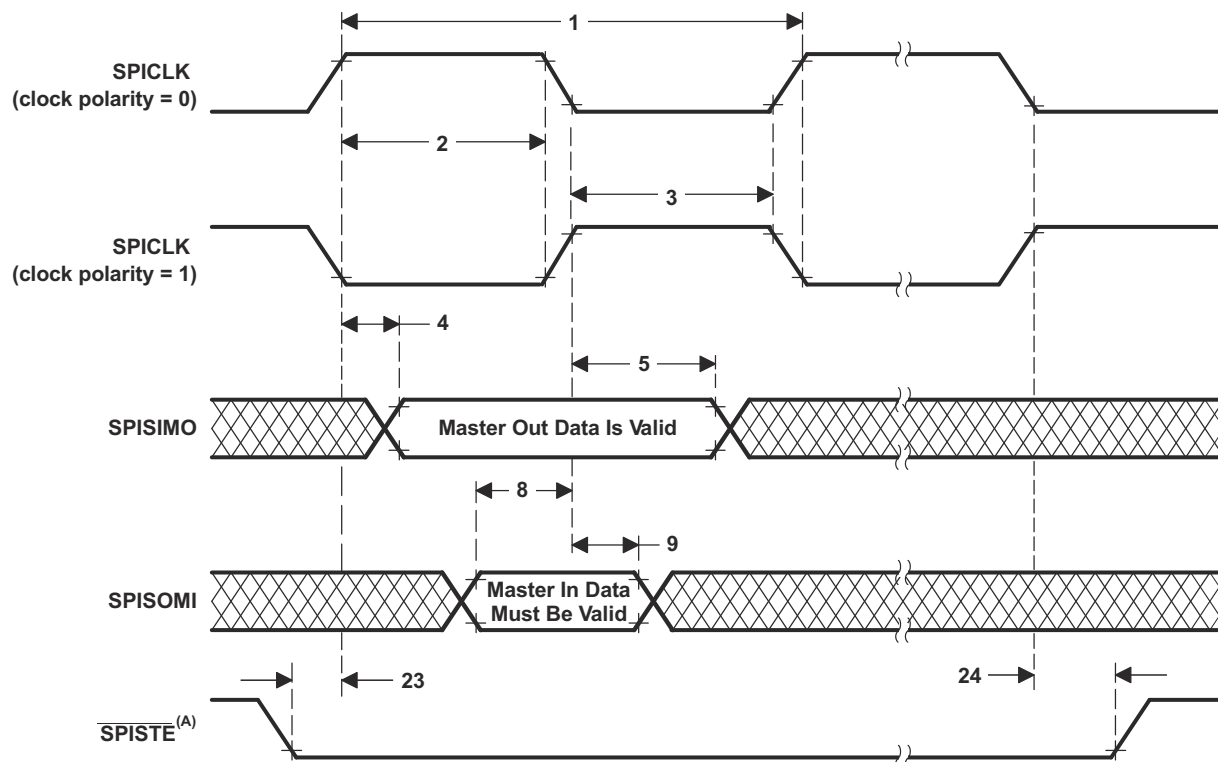 1
SPICLK
(clock polarity = 0)
2
3
SPICLK
(clock polarity = 1)
4
5
SPISIMO
Master Out Data Is Valid
8
9
SPISOMI
Master In Data
Must Be Valid
23
24
SPISTE(A)